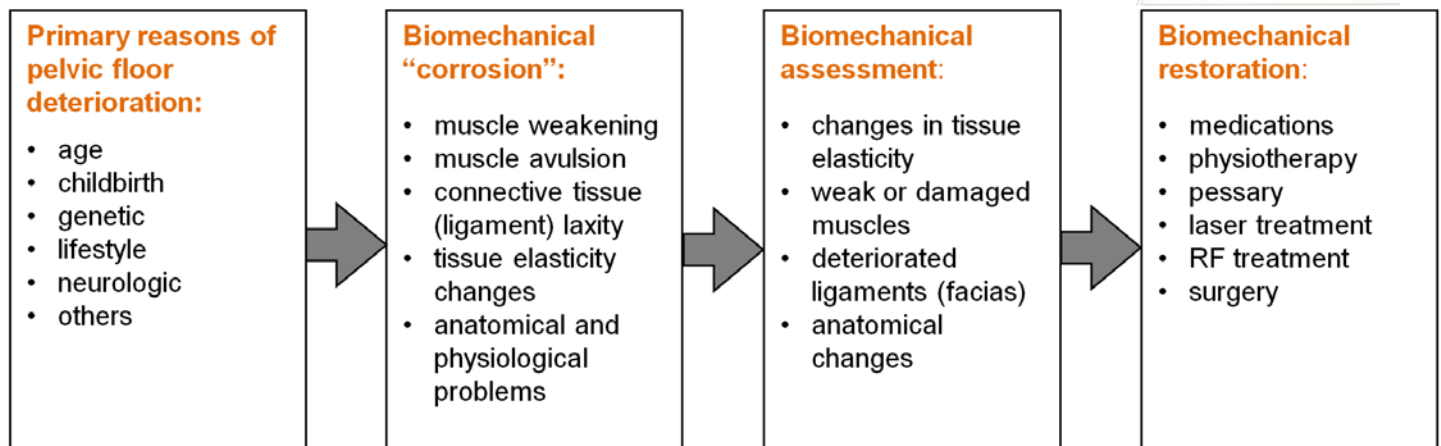 Primary reasons of
pelvic floor
deterioration:
• age
• childbirth
• genetic
• lifestyle
• neurologic
• others
Biomechanical
“corrosion”:
• muscle weakening
• muscle avulsion
• connective tissue
(ligament) laxity
• tissue elasticity
changes
• anatomical and
physiological
problems
Biomechanical
assessment:
• changes in tissue
elasticity
• weak or damaged
muscles
• deteriorated
ligaments (facias)
• anatomical
changes
Biomechanical
restoration:
• medications
• physiotherapy
• pessary
• laser treatment
• RF treatment
• surgery